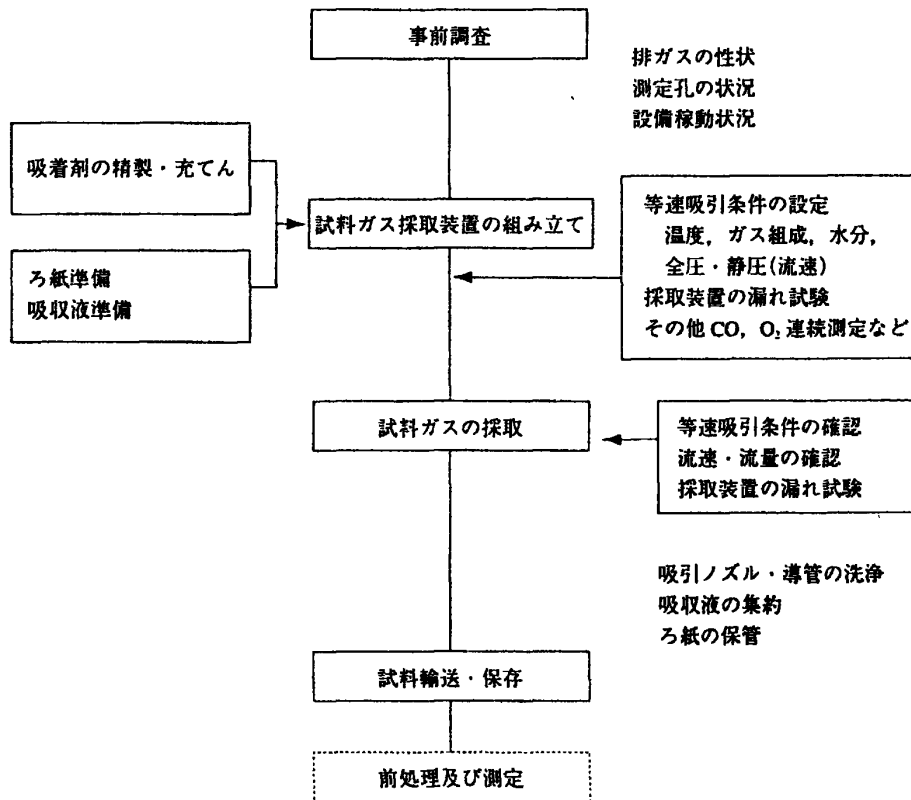 事前調査
排ガスの性状
測定孔の状況
設備稼動状況
吸着剤の精製・充てん
ろ紙準備
吸収液準備
試料ガス採取装置の組み立て
等速吸引条件の設定
温度，ガス組成，水分，
全圧・静圧(流速)
採取装置の漏れ試験
その他 CO，O₂ 連続測定など
試料ガスの採取
等速吸引条件の確認
流速・流量の確認
採取装置の漏れ試験
吸引ノズル・導管の洗浄
吸収液の集約
ろ紙の保管
試料輸送・保存
前処理及び測定